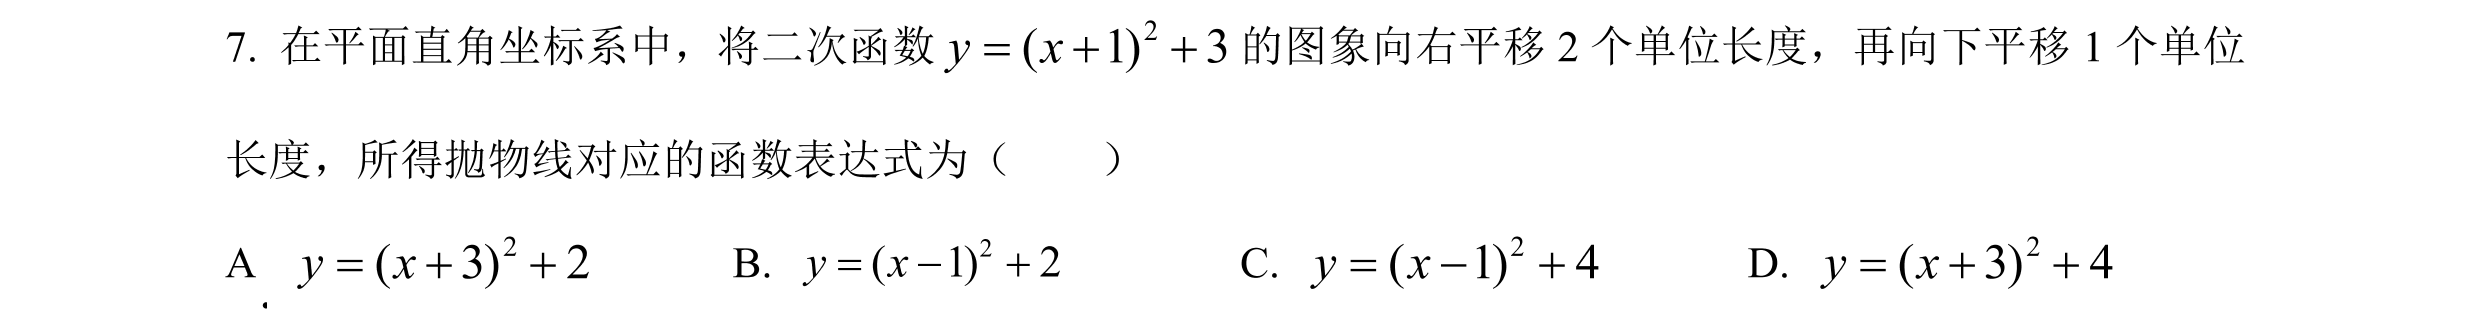 7. 在平面直角坐标系中，将二次函数 y=(x+1)²+3 的图象向右平移 2 个单位长度，再向下平移 1 个单位
长度，所得抛物线对应的函数表达式为（　　）
A. y=(x+3)²+2 B. y=(x-1)²+2 C. y=(x-1)²+4 D. y=(x+3)²+4